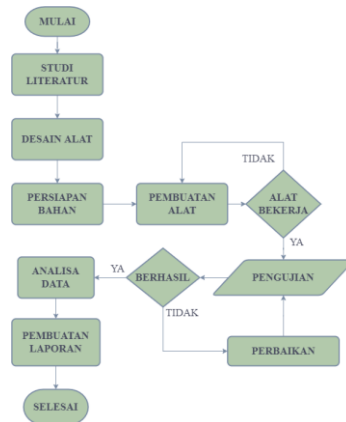 MULAI
STUDI
LITERATUR
DESAIN ALAT
PERSIAPAN
BAHAN
PEMBUATAN
ALAT
TIDAK
ALAT
BEKERJA
YA
PENGUJIAN
BERHASIL
YA
TIDAK
PERBAIKAN
ANALISA
DATA
PEMBUATAN
LAPORAN
SELESAI